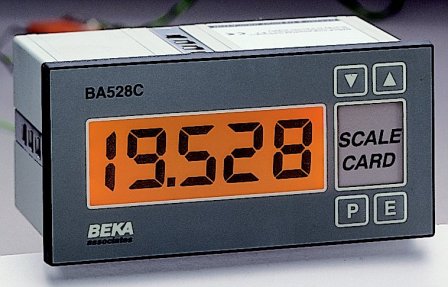 BA528C
19.528
SCALE
CARD
P E
BEKA
associates